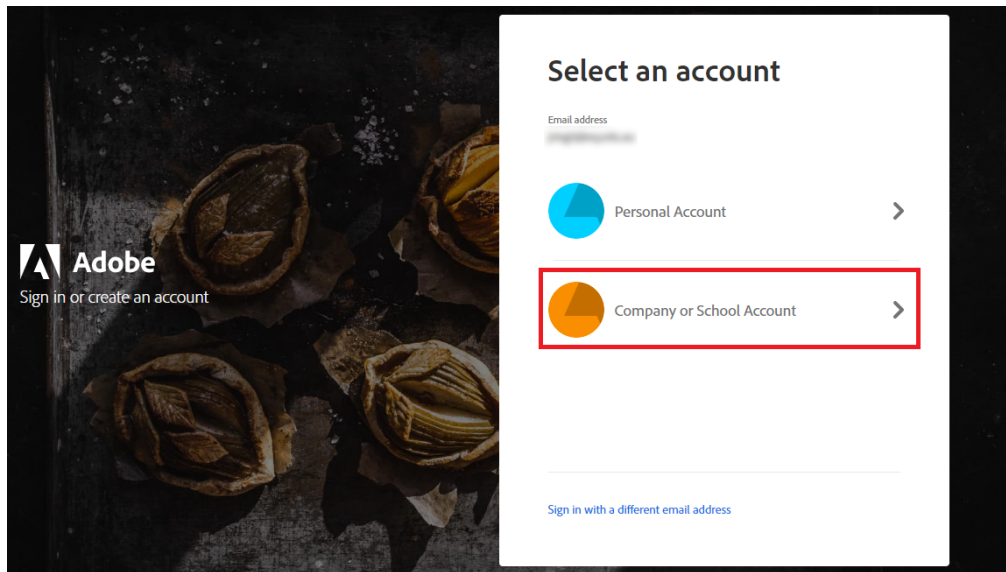 Adobe
Sign in or create an account
Select an account
Email address
Personal Account
Company or School Account
Sign in with a different email address